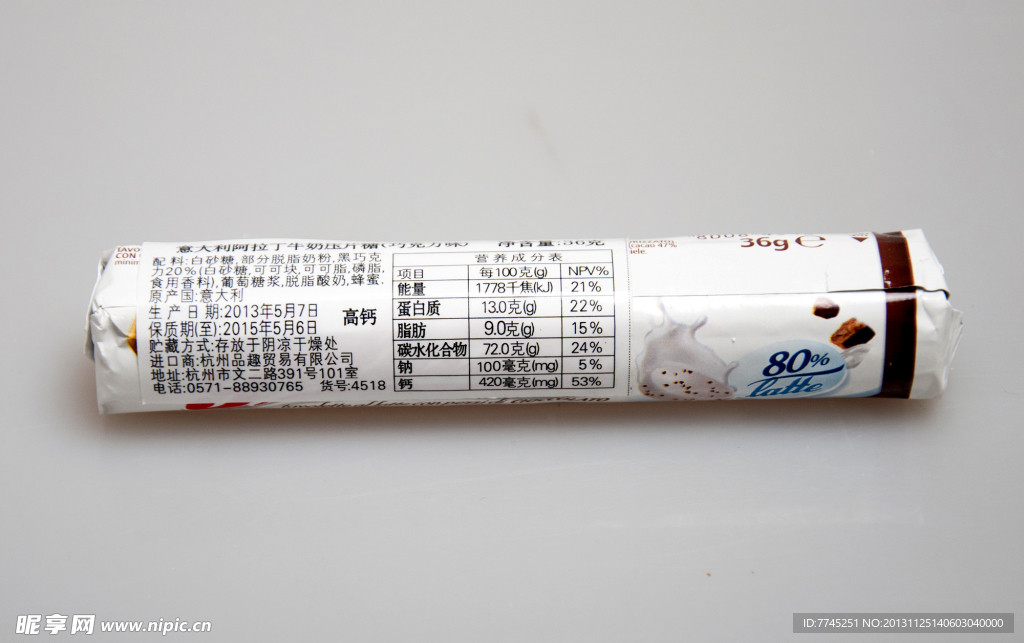 意大利阿拉丁牛奶压片糖(巧克力味) 净含量:36克
配 料:白砂糖,部分脱脂奶粉,黑巧克
力20%(白砂糖,可可块,可可脂,磷脂,
食用香料),葡萄糖浆,脱脂酸奶,蜂蜜.
原产国:意大利
生 产 日 期:2013年5月7日
保质期(至):2015年5月6日
贮藏方式:存放于阴凉干燥处
进口商:杭州品趣贸易有限公司
地址:杭州市文二路391号101室
电话:0571-88930765 货号:4518
高钙
营养成分表
项目 每100克(g) NPV%
能量 1778千焦(kJ) 21%
蛋白质 13.0克(g) 22%
脂肪 9.0克(g) 15%
碳水化合物 72.0克(g) 24%
钠 100毫克(mg) 5%
钙 420毫克(mg) 53%
36g e
80%
latte
CIOCCOLATO
昵享网 www.nipic.cn
ID:7745251 NO:20131125140603040000